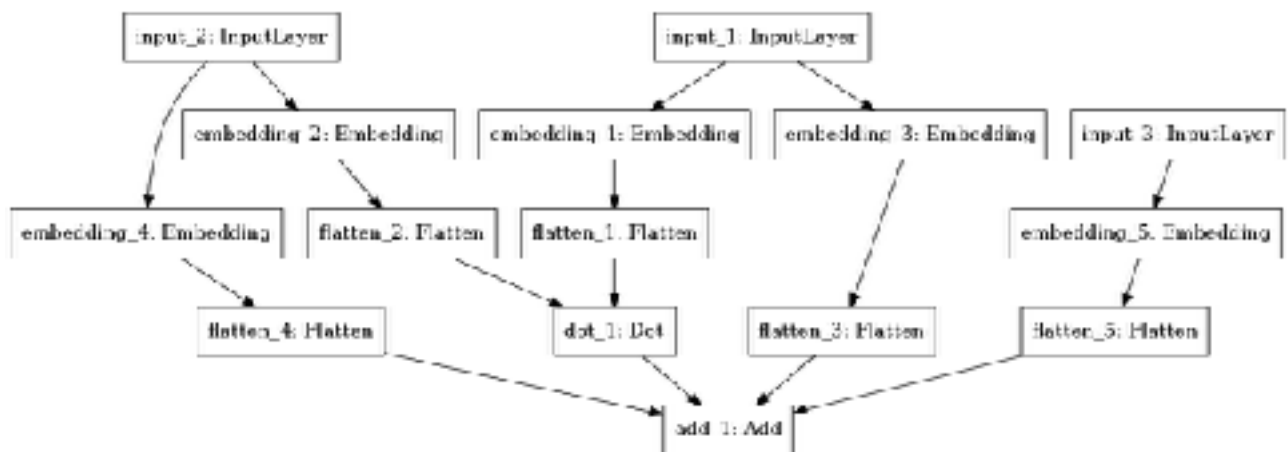 input_2: InputLayer
input_1: InputLayer
embedding_2: Embedding
embedding_1: Embedding
embedding_3: Embedding
input_3: InputLayer
embedding_4: Embedding
flatten_2: Flatten
flatten_1: Flatten
embedding_5: Embedding
flatten_4: Flatten
dot_1: Dot
flatten_3: Flatten
flatten_5: Flatten
add_1: Add